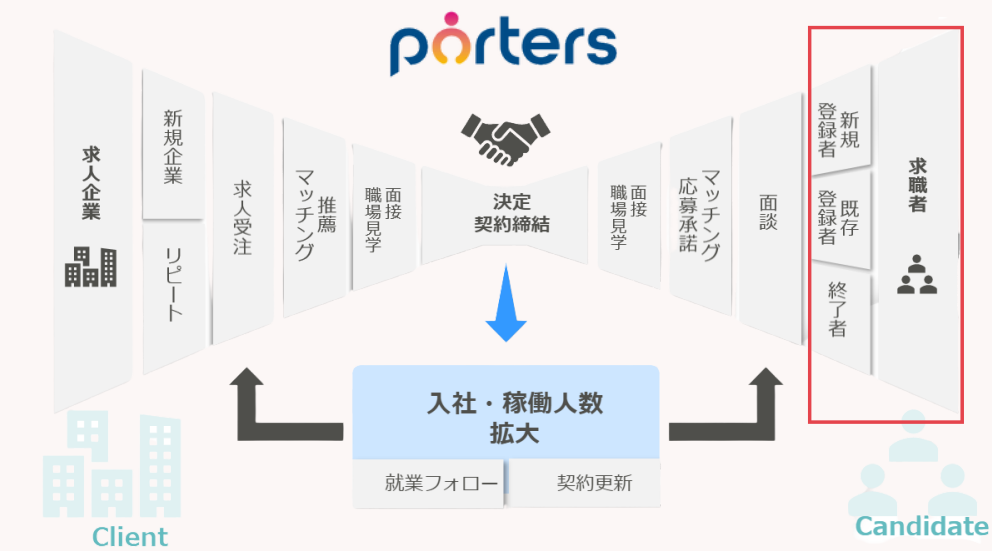 porters
求人企業
新規企業
リピート
求人受注
推薦
マッチング
面接
職場見学
決定
契約締結
面接
職場見学
マッチング
応募承諾
面談
新規
登録者
既存
登録者
終了者
求職者
入社・稼働人数
拡大
就業フォロー
契約更新
Client
Candidate